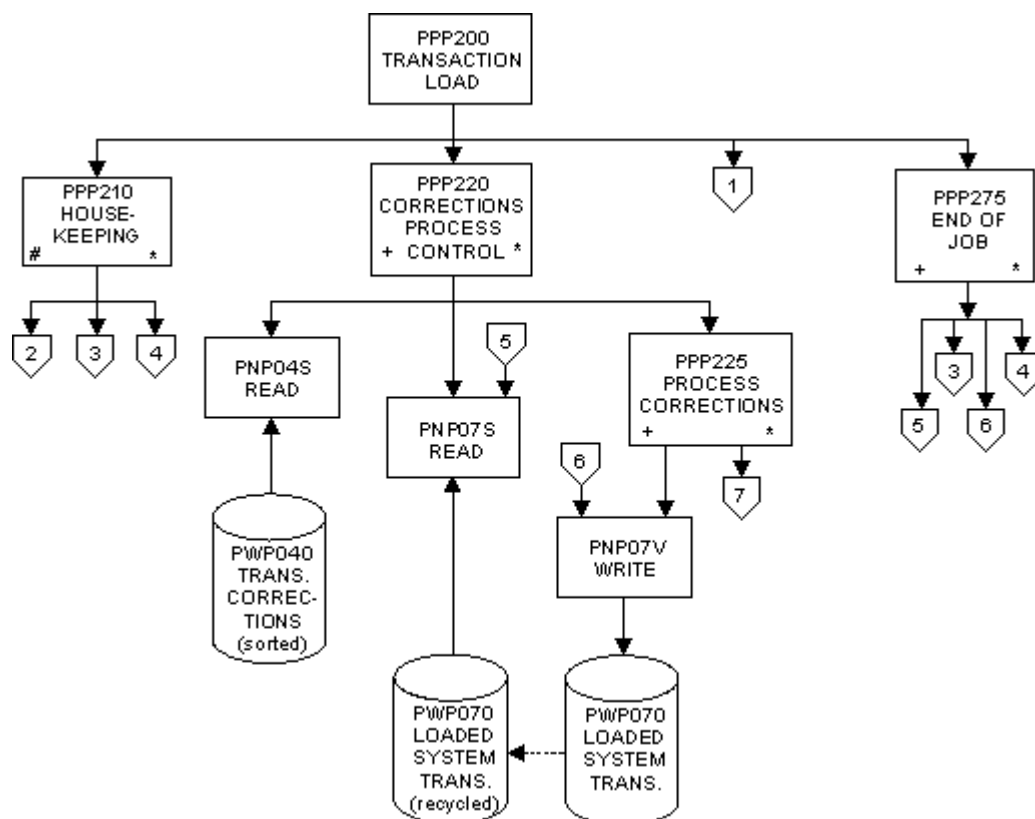 PPP200
TRANSACTION
LOAD
PPP210
HOUSE-
KEEPING
# *
PPP220
CORRECTIONS
PROCESS
+ CONTROL *
1
PPP275
END OF
JOB
+ *
2
3
4
PNP04S
READ
5
PNP07S
READ
PPP225
PROCESS
CORRECTIONS
+ *
5
3
6
4
6
7
PWP040
TRANS.
CORREC-
TIONS
(sorted)
PNP07V
WRITE
PWP070
LOADED
SYSTEM
TRANS.
(recycled)
PWP070
LOADED
SYSTEM
TRANS.